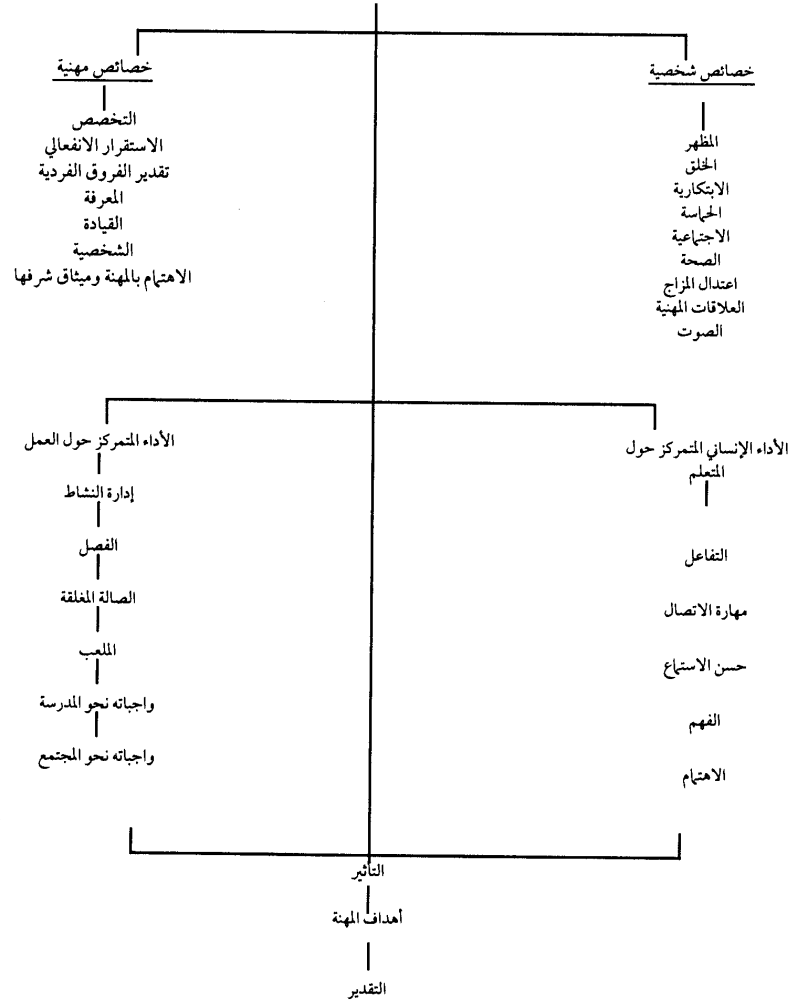 خصائص شخصية
المظهر
الخلق
الابتكارية
الحماسة
الاجتماعية
الصحة
اعتدال المزاج
العلاقات المهنية
الصوت
خصائص مهنية
التخصص
الاستقرار الانفعالي
تقدير الفروق الفردية
المعرفة
القيادة
الشخصية
الاهتمام بالمهنة وميثاق شرفها
الأداء الإنساني المتمركز حول
المتعلم
التفاعل
مهارة الاتصال
حسن الاستماع
الفهم
الاهتمام
الأداء المتمركز حول العمل
إدارة النشاط
الفصل
الصالة المغلقة
الملعب
واجباته نحو المدرسة
واجباته نحو المجتمع
التأثير
أهداف المهنة
التقدير